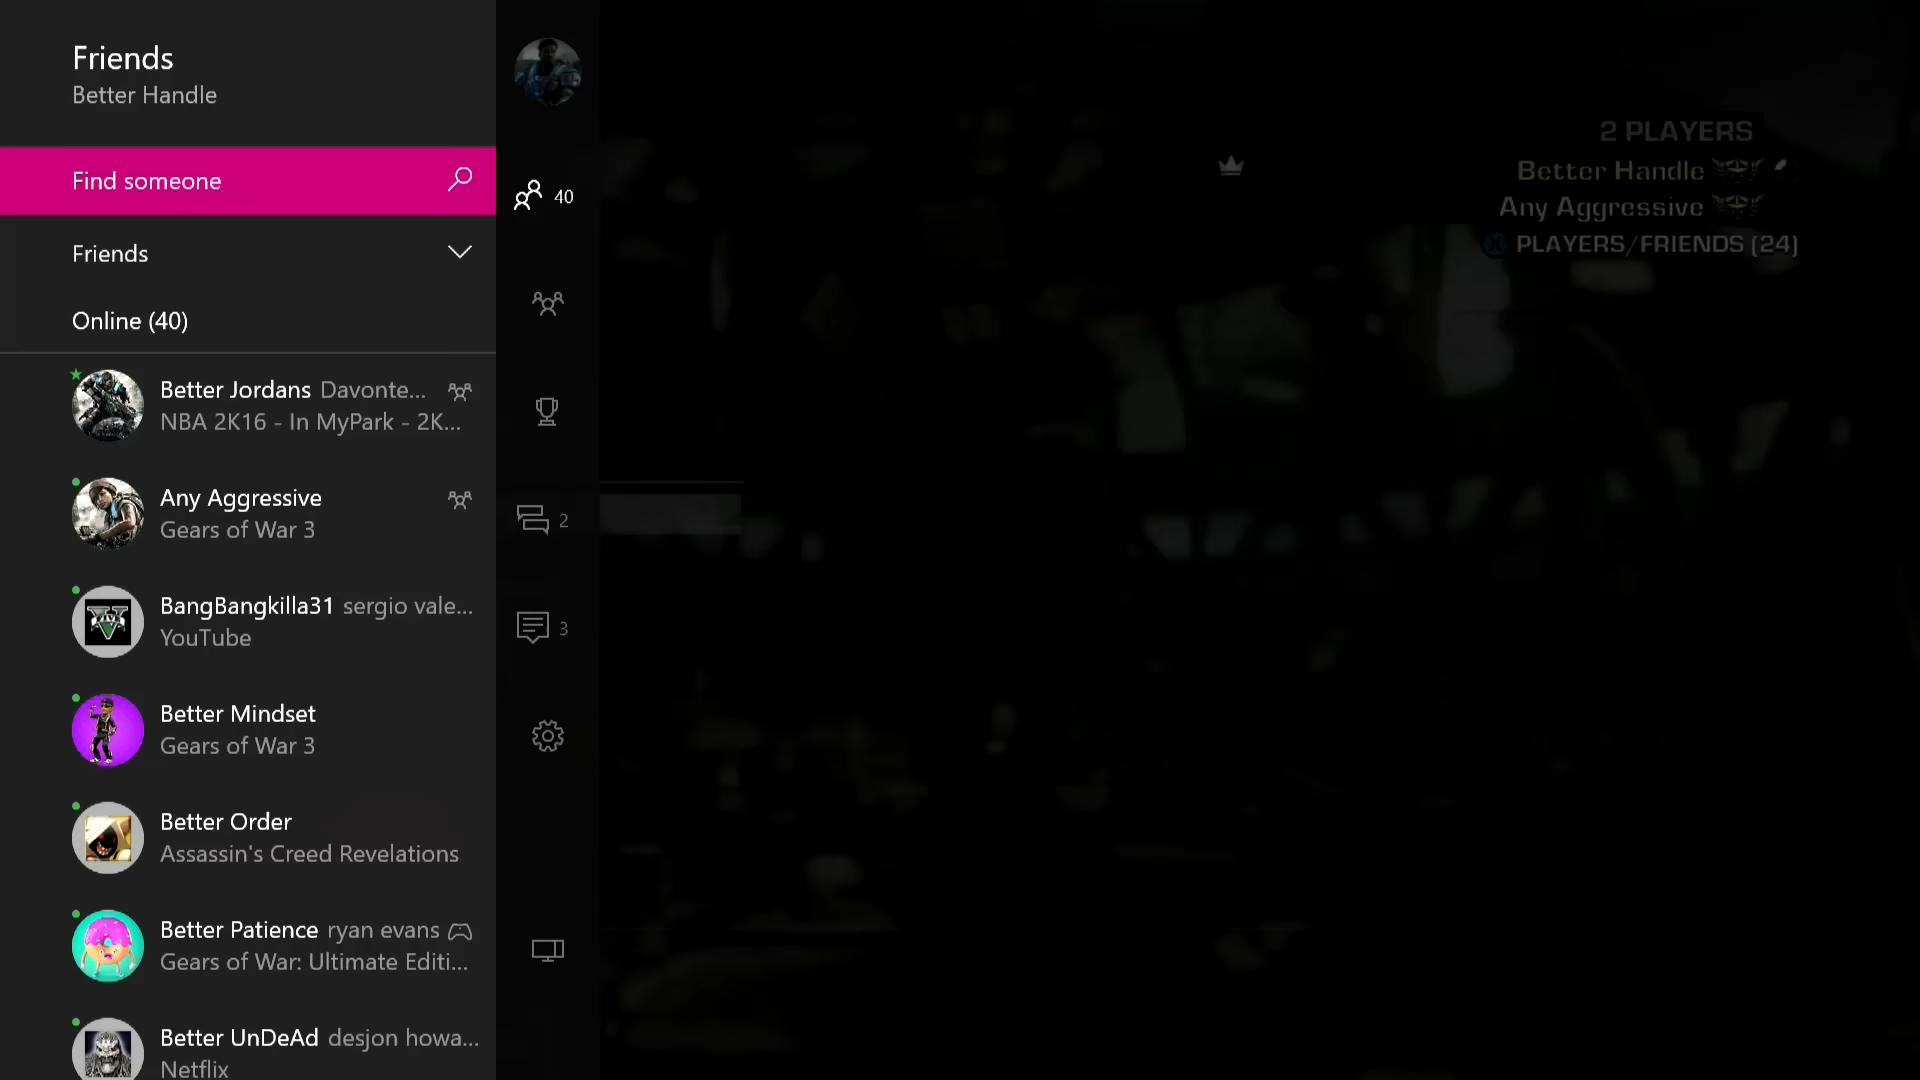 Friends
Better Handle
Find someone
Friends
Online (40)
Better Jordans Davonte...
NBA 2K16 - In MyPark - 2K...
Any Aggressive
Gears of War 3
BangBangkilla31 sergio vale...
YouTube
Better Mindset
Gears of War 3
Better Order
Assassin's Creed Revelations
Better Patience ryan evans
Gears of War: Ultimate Editi...
Better UnDeAd desjon howa...
Netflix
40
2
3
2 PLAYERS
Better Handle
Any Aggressive
X PLAYERS/FRIENDS (24)